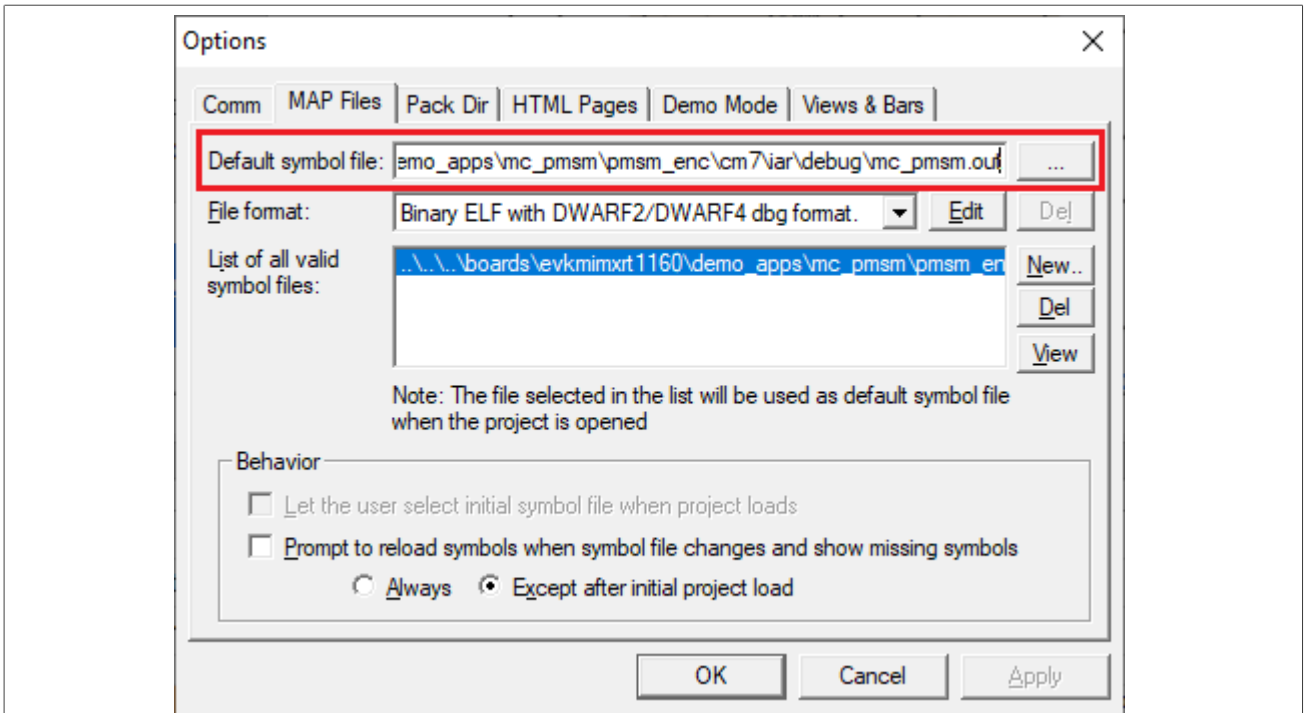 Options
Comm MAP Files Pack Dir HTML Pages Demo Mode Views & Bars
Default symbol file: emo_apps\mc_pmsm\pmsm_enc\cm7\iar\debug\mc_pmsm.out ...
File format: Binary ELF with DWARF2/DWARF4 dbg format. Edit Del
List of all valid
symbol files:
..\..\..\boards\evkmimxrt1160\demo_apps\mc_pmsm\pmsm_en
New..
Del
View
Note: The file selected in the list will be used as default symbol file
when the project is opened
Behavior
Let the user select initial symbol file when project loads
Prompt to reload symbols when symbol file changes and show missing symbols
Always Except after initial project load
OK Cancel Apply